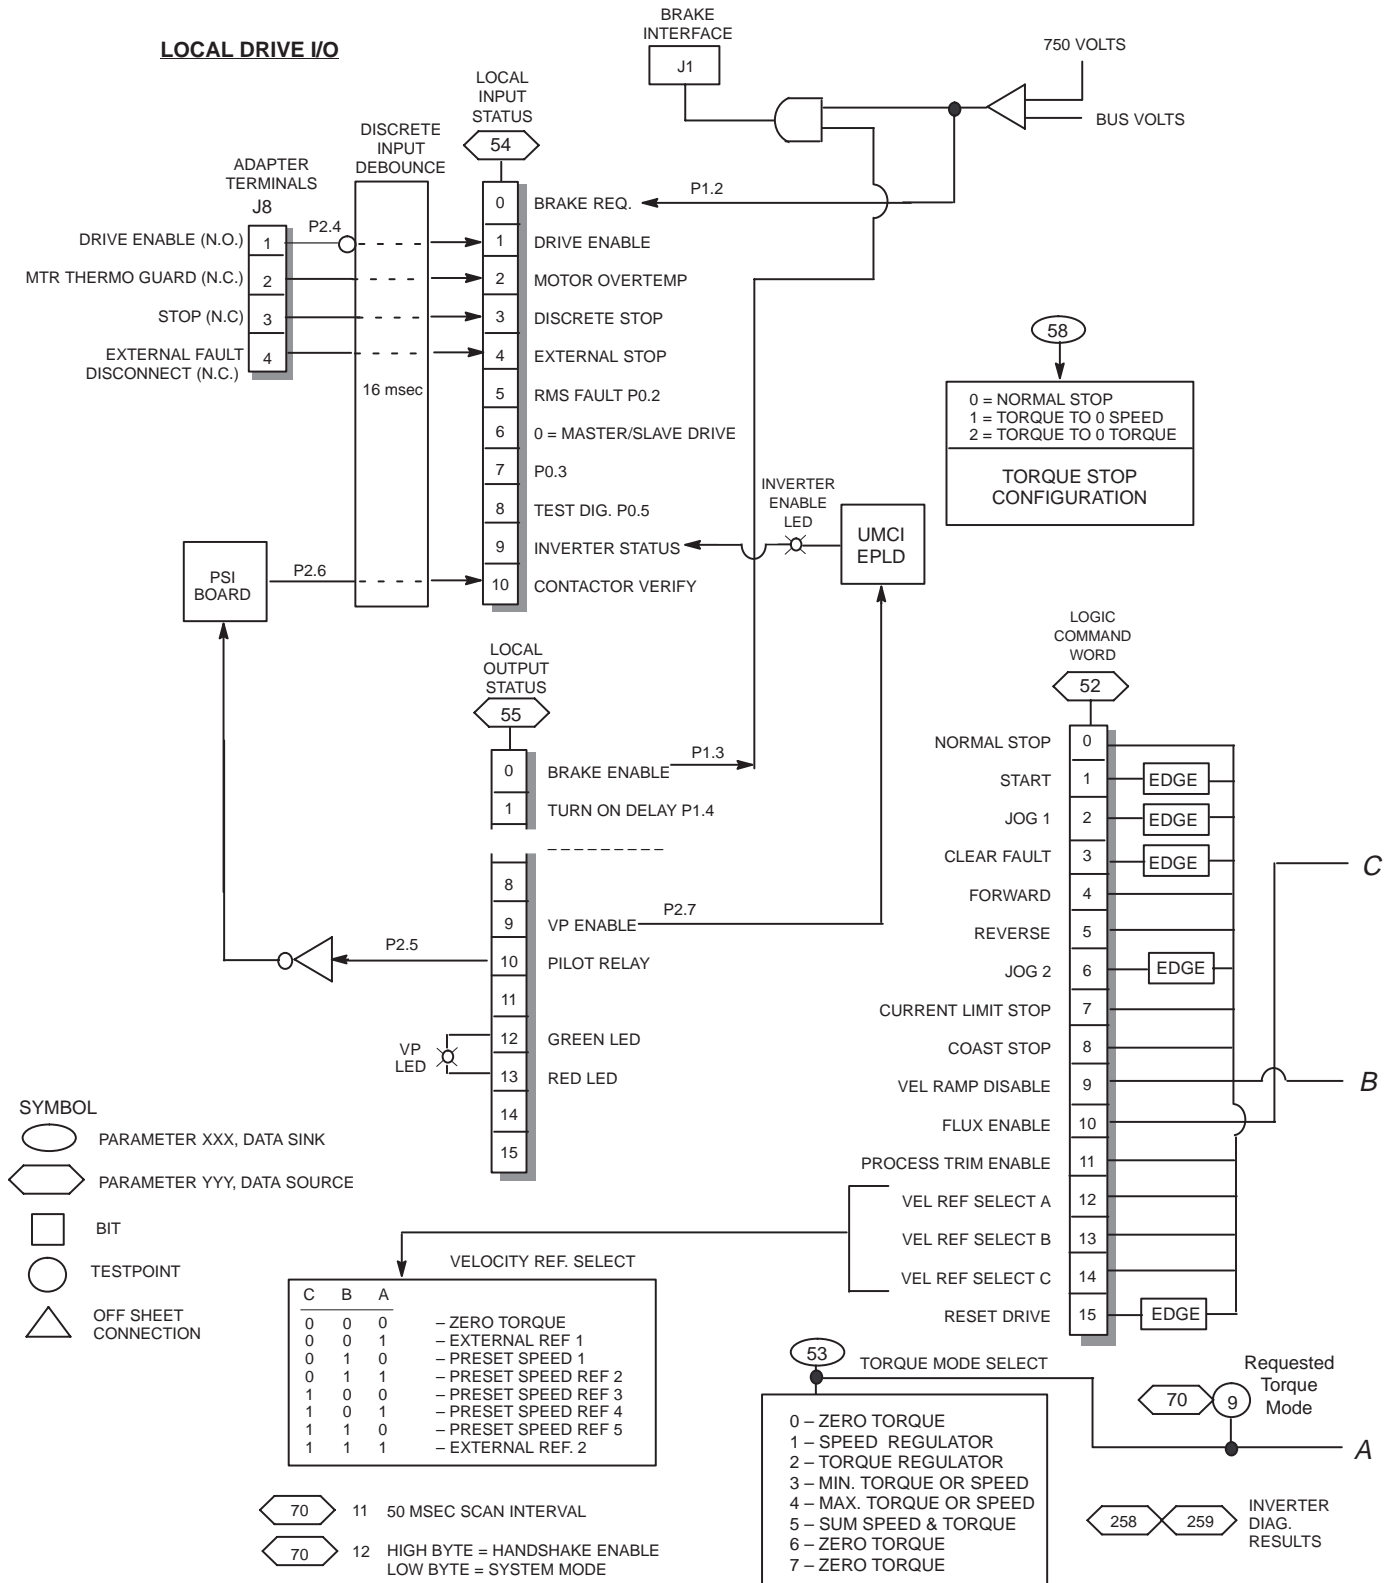 LOCAL DRIVE I/O
BRAKE
INTERFACE
J1
750 VOLTS
BUS VOLTS
LOCAL
INPUT
STATUS
54
DISCRETE
INPUT
DEBOUNCE
16 msec
ADAPTER
TERMINALS
J8
P2.4
P1.2
DRIVE ENABLE (N.O.)
1
MTR THERMO GUARD (N.C.)
2
STOP (N.C)
3
EXTERNAL FAULT
DISCONNECT (N.C.)
4
0 BRAKE REQ.
1 DRIVE ENABLE
2 MOTOR OVERTEMP
3 DISCRETE STOP
4 EXTERNAL STOP
5 RMS FAULT P0.2
6 0 = MASTER/SLAVE DRIVE
7 P0.3
8 TEST DIG. P0.5
9 INVERTER STATUS
10 CONTACTOR VERIFY
INVERTER
ENABLE
LED
UMCI
EPLD
PSI
BOARD
P2.6
58
0 = NORMAL STOP
1 = TORQUE TO 0 SPEED
2 = TORQUE TO 0 TORQUE
TORQUE STOP
CONFIGURATION
LOCAL
OUTPUT
STATUS
55
0 BRAKE ENABLE
P1.3
1 TURN ON DELAY P1.4
– – – – – – – – –
8
9 VP ENABLE
P2.7
10 PILOT RELAY
P2.5
11
12 GREEN LED
13 RED LED
14
15
VP
LED
LOGIC
COMMAND
WORD
52
NORMAL STOP 0
START 1 EDGE
JOG 1 2 EDGE
CLEAR FAULT 3 EDGE
FORWARD 4
REVERSE 5
JOG 2 6 EDGE
CURRENT LIMIT STOP 7
COAST STOP 8
VEL RAMP DISABLE 9
FLUX ENABLE 10
PROCESS TRIM ENABLE 11
VEL REF SELECT A 12
VEL REF SELECT B 13
VEL REF SELECT C 14
RESET DRIVE 15 EDGE
C
B
SYMBOL
PARAMETER XXX, DATA SINK
PARAMETER YYY, DATA SOURCE
BIT
TESTPOINT
OFF SHEET
CONNECTION
VELOCITY REF. SELECT
C B A
0 0 0 – ZERO TORQUE
0 0 1 – EXTERNAL REF 1
0 1 0 – PRESET SPEED 1
0 1 1 – PRESET SPEED REF 2
1 0 0 – PRESET SPEED REF 3
1 0 1 – PRESET SPEED REF 4
1 1 0 – PRESET SPEED REF 5
1 1 1 – EXTERNAL REF. 2
70 11 50 MSEC SCAN INTERVAL
70 12 HIGH BYTE = HANDSHAKE ENABLE
LOW BYTE = SYSTEM MODE
53
TORQUE MODE SELECT
0 – ZERO TORQUE
1 – SPEED REGULATOR
2 – TORQUE REGULATOR
3 – MIN. TORQUE OR SPEED
4 – MAX. TORQUE OR SPEED
5 – SUM SPEED & TORQUE
6 – ZERO TORQUE
7 – ZERO TORQUE
Requested
Torque
Mode
70 9
A
258 259
INVERTER
DIAG.
RESULTS